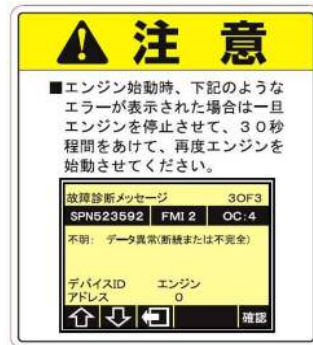 注 意
■エンジン始動時、下記のような
エラーが表示された場合は一旦
エンジンを停止させて、３０秒
程間をあけて、再度エンジンを
始動させてください。
故障診断メッセージ 3OF3
SPN523592 FMI 2 OC:4
不明: データ異常(断続または不完全)
デバイスID エンジン
アドレス 0
確認